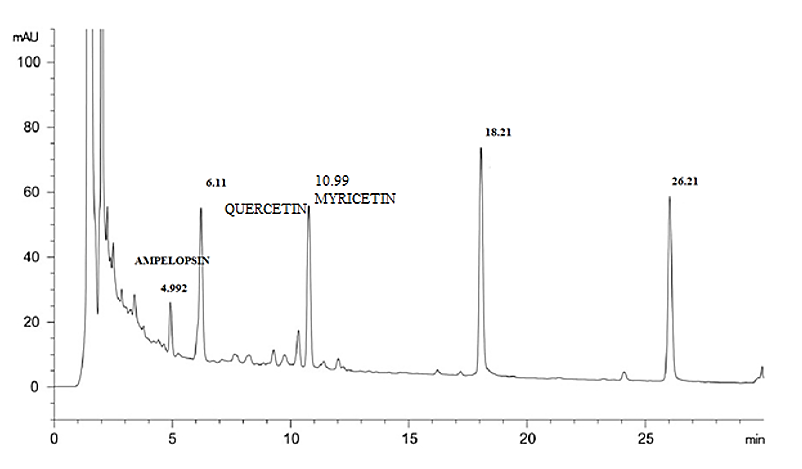 mAU
100
80
60
40
20
0
AMPELOPSIN
4.992
6.11
QUERCETIN
10.99
MYRICETIN
18.21
26.21
0 5 10 15 20 25 min